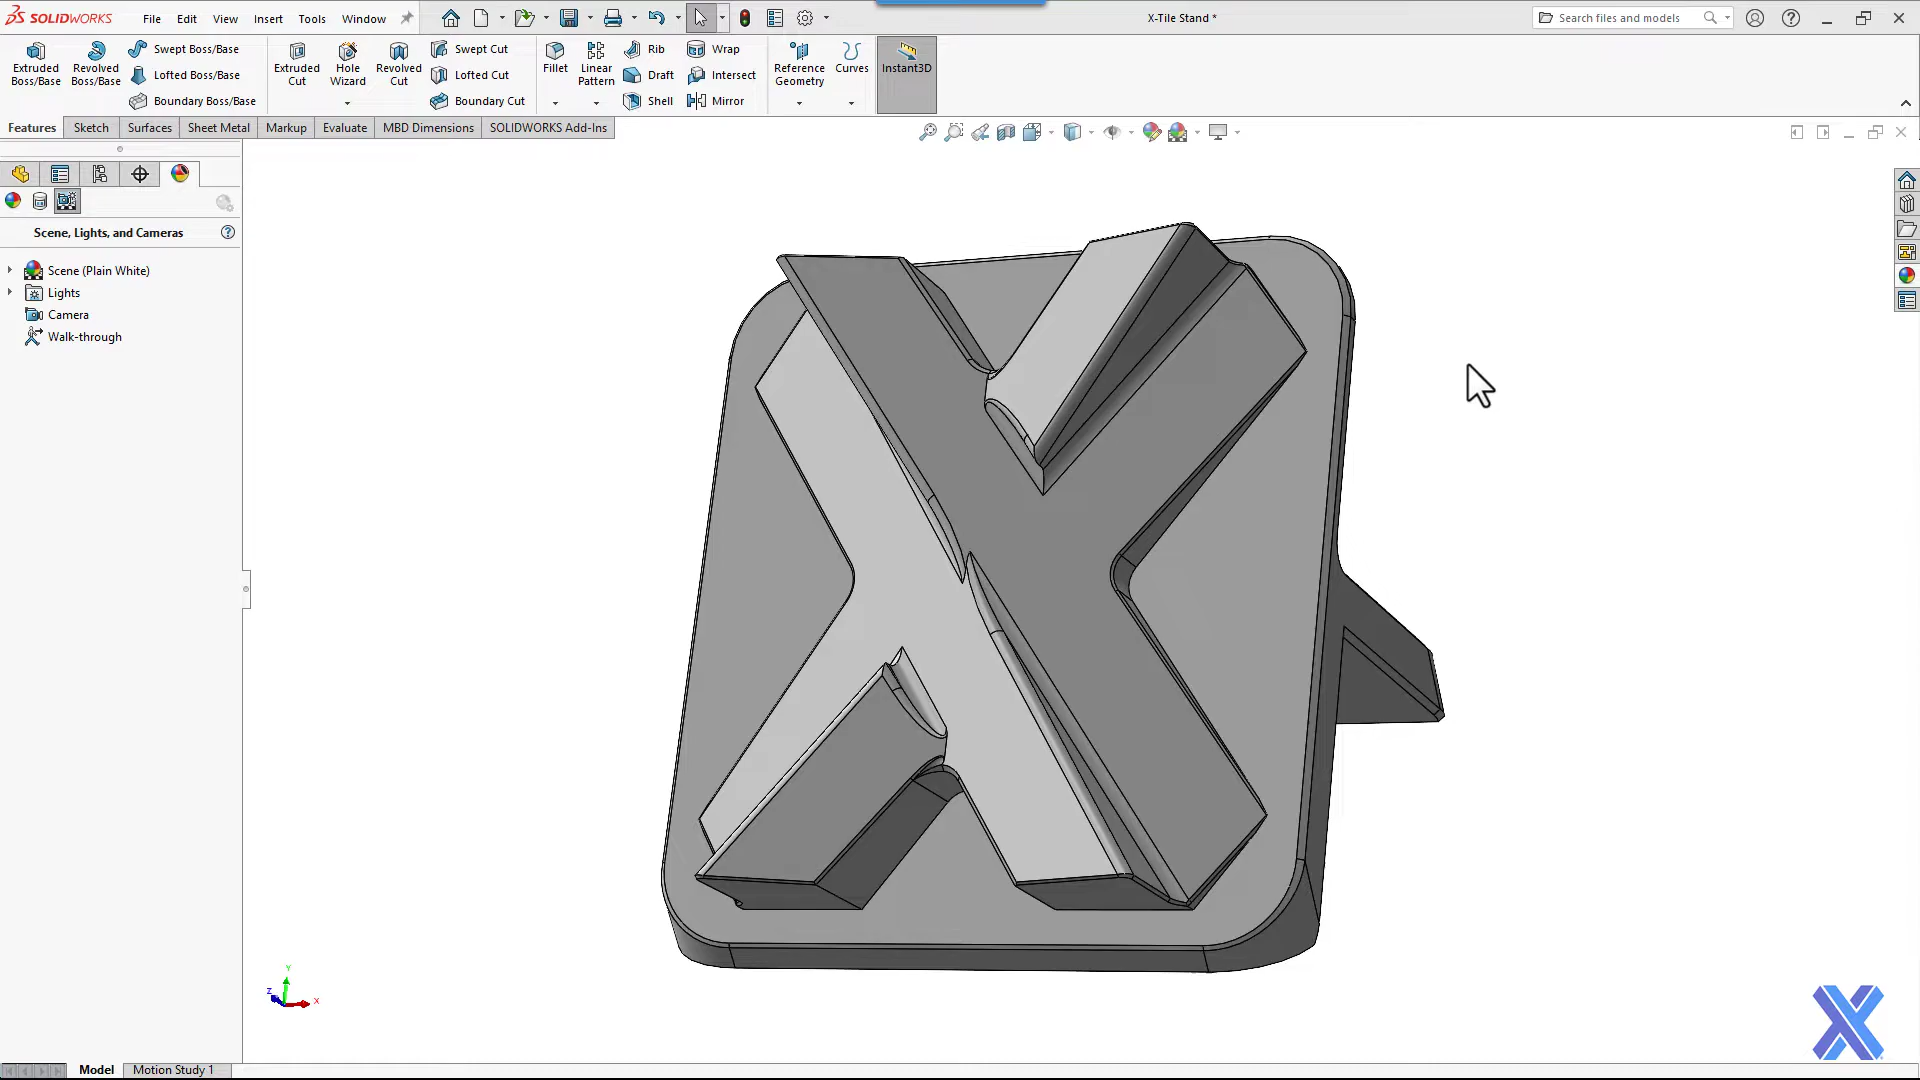 SOLIDWORKS File Edit View Insert Tools Window X-Tile Stand * Search files and models
Extruded Boss/Base
Revolved Boss/Base
Swept Boss/Base
Lofted Boss/Base
Boundary Boss/Base
Extruded Cut
Hole Wizard
Revolved Cut
Swept Cut
Lofted Cut
Boundary Cut
Fillet
Linear Pattern
Rib
Draft
Shell
Wrap
Intersect
Mirror
Reference Geometry
Curves
Instant3D
Features Sketch Surfaces Sheet Metal Markup Evaluate MBD Dimensions SOLIDWORKS Add-Ins
Scene, Lights, and Cameras
Scene (Plain White)
Lights
Camera
Walk-through
Y
Z
X
X
Model Motion Study 1